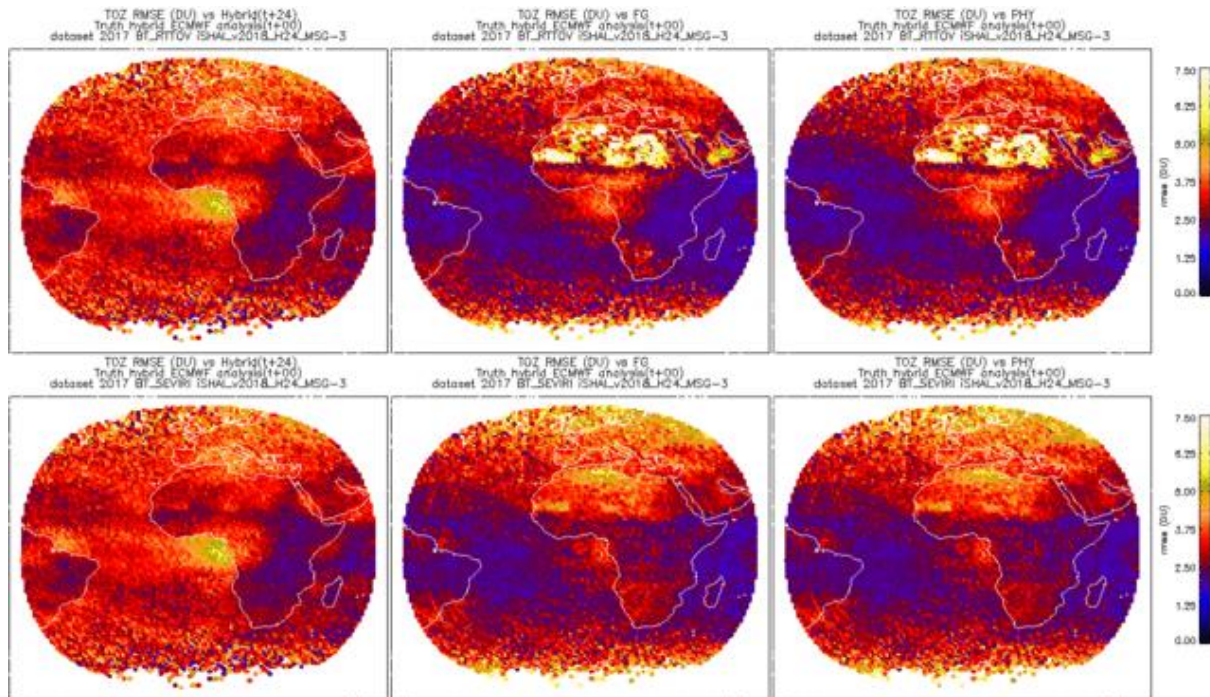 TOZ RMSE (DU) vs Hybrid(t+24)
Truth hybrid ECMWF analysis(t+00)
dataset 2017 BT_RTTOV iSHAI_v2018_H24_MSG-3
TOZ RMSE (DU) vs FG
Truth hybrid ECMWF analysis(t+00)
dataset 2017 BT_RTTOV iSHAI_v2018_H24_MSG-3
TOZ RMSE (DU) vs PHY
Truth hybrid ECMWF analysis(t+00)
dataset 2017 BT_RTTOV iSHAI_v2018_H24_MSG-3
7.50
6.25
5.00
3.75
2.50
1.25
0.00
rmse (DU)
TOZ RMSE (DU) vs Hybrid(t+24)
Truth hybrid ECMWF analysis(t+00)
dataset 2017 BT_SEVIRI iSHAI_v2018_H24_MSG-3
TOZ RMSE (DU) vs FG
Truth hybrid ECMWF analysis(t+00)
dataset 2017 BT_SEVIRI iSHAI_v2018_H24_MSG-3
TOZ RMSE (DU) vs PHY
Truth hybrid ECMWF analysis(t+00)
dataset 2017 BT_SEVIRI iSHAI_v2018_H24_MSG-3
7.50
6.25
5.00
3.75
2.50
1.25
0.00
rmse (DU)